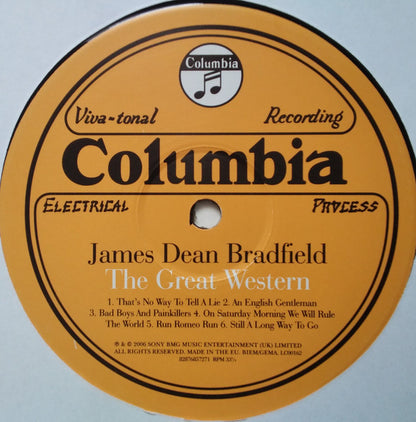 Columbia
Viva-tonal Recording
Columbia
ELECTRICAL PROCESS
James Dean Bradfield
The Great Western
1. That's No Way To Tell A Lie 2. An English Gentleman
3. Bad Boys And Painkillers 4. On Saturday Morning We Will Rule
The World 5. Run Romeo Run 6. Still A Long Way To Go
℗ & © 2006 SONY BMG MUSIC ENTERTAINMENT (UK) LIMITED
ALL RIGHTS RESERVED. MADE IN THE EU. BIEM/GEMA. LC00162
82876857271 RPM 33⅓